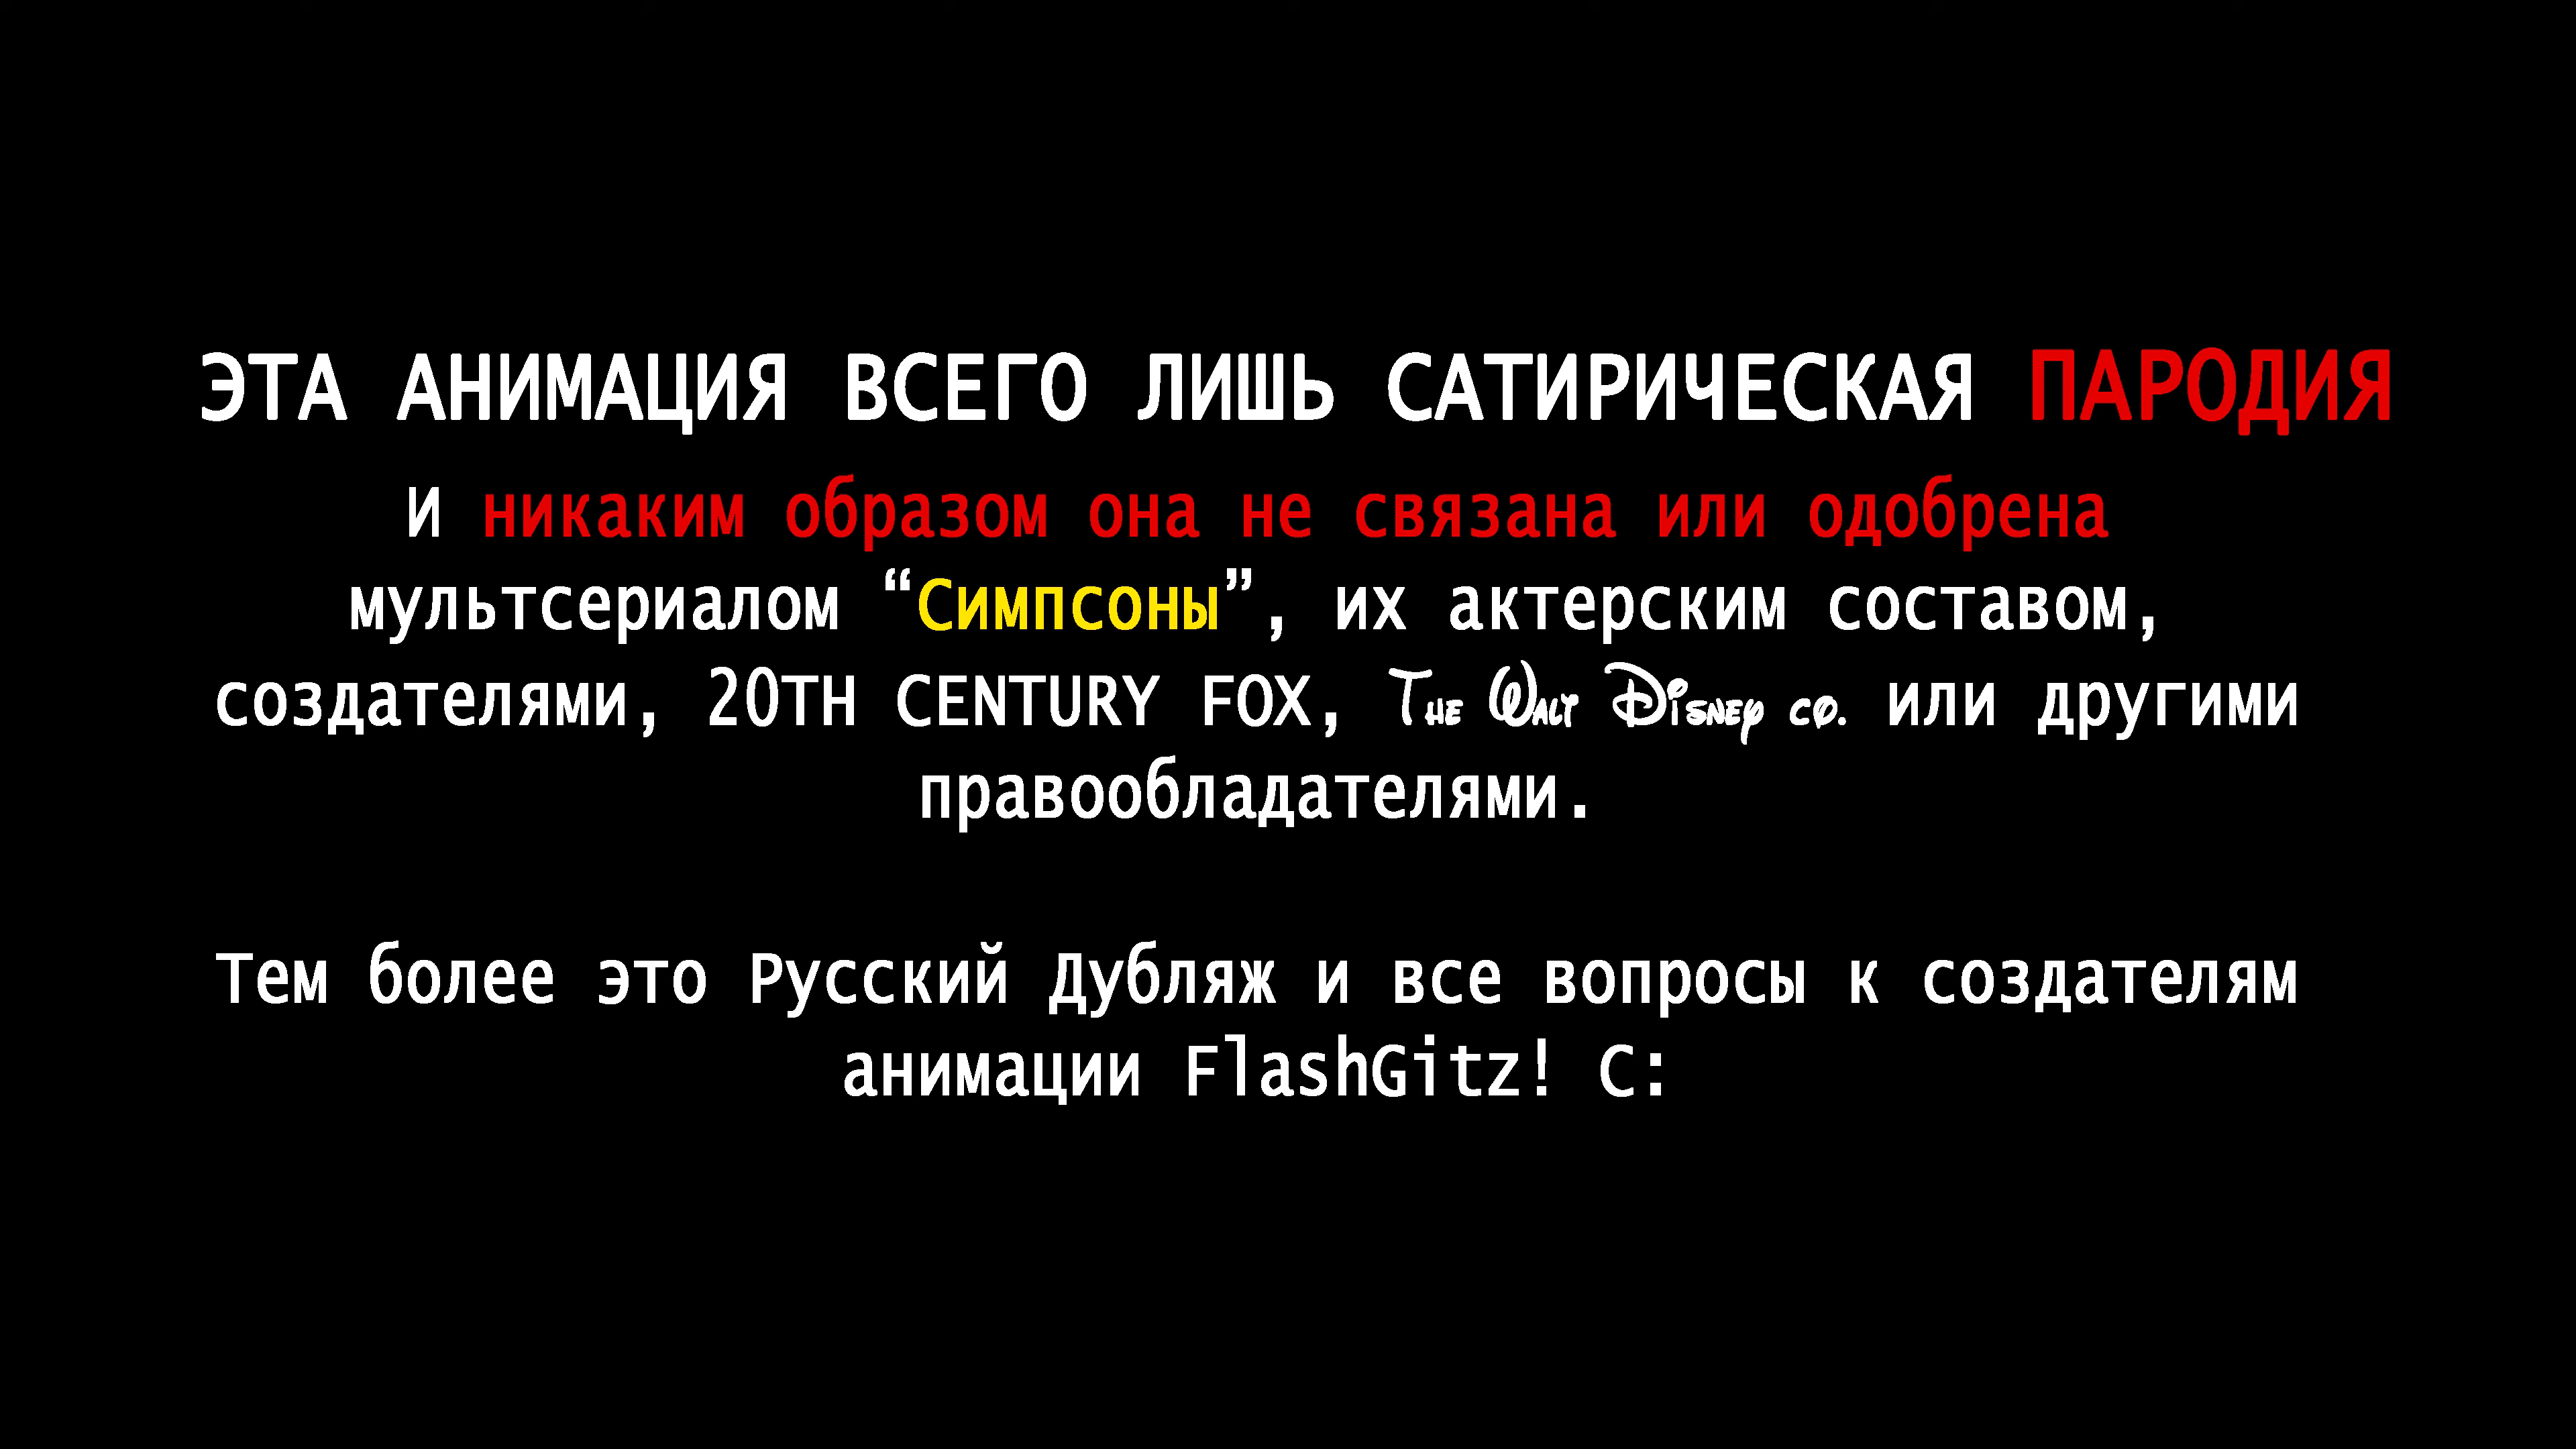 ЭТА АНИМАЦИЯ ВСЕГО ЛИШЬ САТИРИЧЕСКАЯ ПАРОДИЯ
И никаким образом она не связана или одобрена
мультсериалом “Симпсоны”, их актерским составом,
создателями, 20TH CENTURY FOX, The Walt Disney co. или другими
правообладателями.
Тем более это Русский Дубляж и все вопросы к создателям
анимации FlashGitz! C: